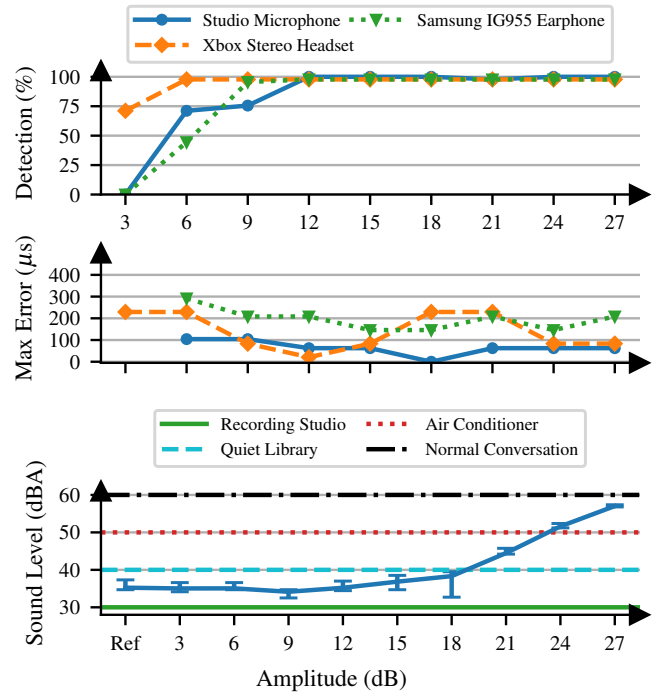 Studio Microphone
Samsung IG955 Earphone
Xbox Stereo Headset
Detection (%)
100
75
50
25
0
3 6 9 12 15 18 21 24 27
Max Error (μs)
400
300
200
100
0
Recording Studio
Air Conditioner
Quiet Library
Normal Conversation
Sound Level (dBA)
60
50
40
30
Ref 3 6 9 12 15 18 21 24 27
Amplitude (dB)